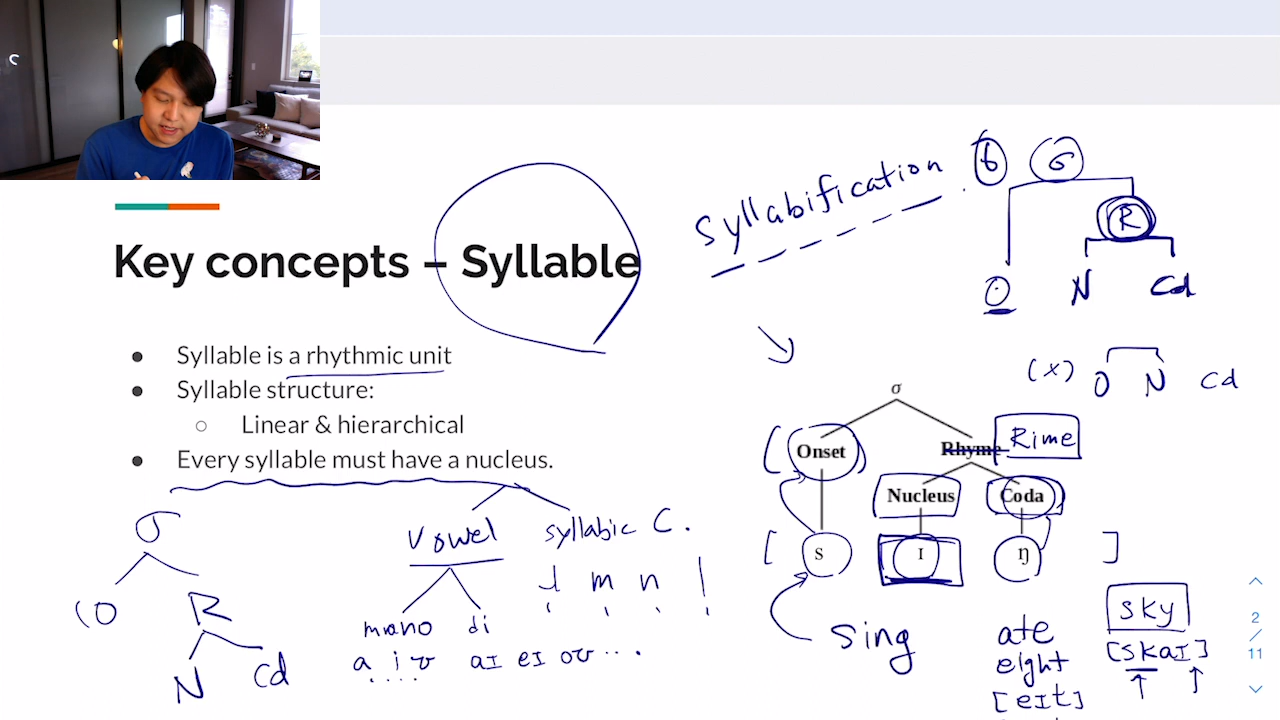 Key concepts – Syllable
● Syllable is a rhythmic unit
● Syllable structure:
○ Linear & hierarchical
● Every syllable must have a nucleus.
Syllabification
σ σ
R
O N Cd
(x) O N Cd
σ
Onset Rhyme Rime
Nucleus Coda
[ s ɪ ŋ ]
Sing
ate
eight
[eɪt]
sky
[skaɪ]
σ
(O R
N Cd
Vowel syllabic C.
mono di
a i ʊ aɪ eɪ oʊ...
m̩ n̩
2
/
11